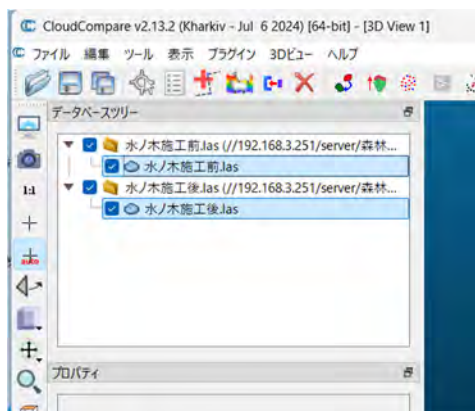 CloudCompare v2.13.2 (Kharkiv - Jul 6 2024) [64-bit] - [3D View 1]
ファイル 編集 ツール 表示 プラグイン 3Dビュー ヘルプ
データベースツリー
水ノ木施工前.las (//192.168.3.251/server/森林...
水ノ木施工前.las
水ノ木施工後.las (//192.168.3.251/server/森林...
水ノ木施工後.las
1:1
auto
プロパティ